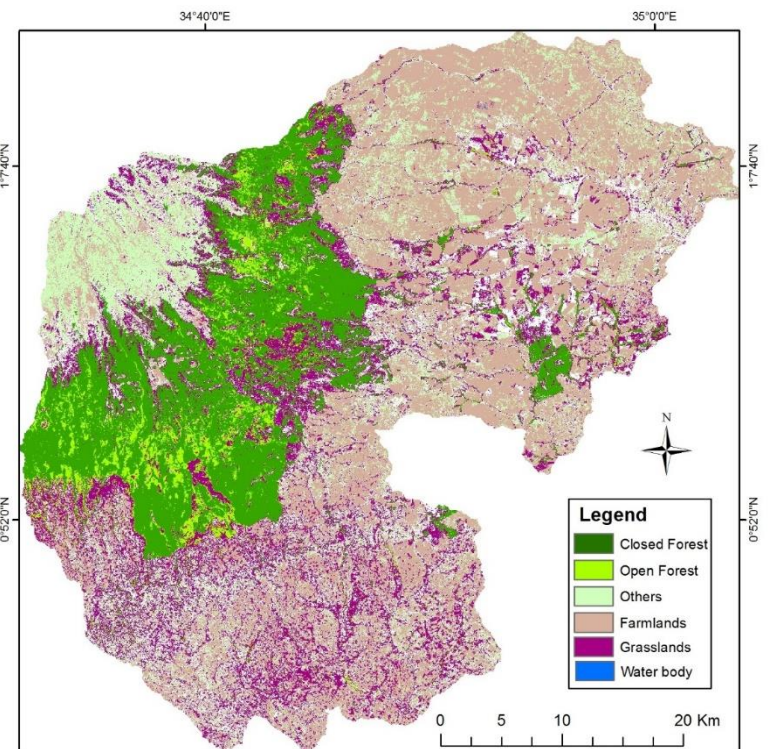 34°40'0"E
35°0'0"E
1°7'40"N
1°7'40"N
N
0°52'0"N
0°52'0"N
Legend
Closed Forest
Open Forest
Others
Farmlands
Grasslands
Water body
0 5 10 20 Km